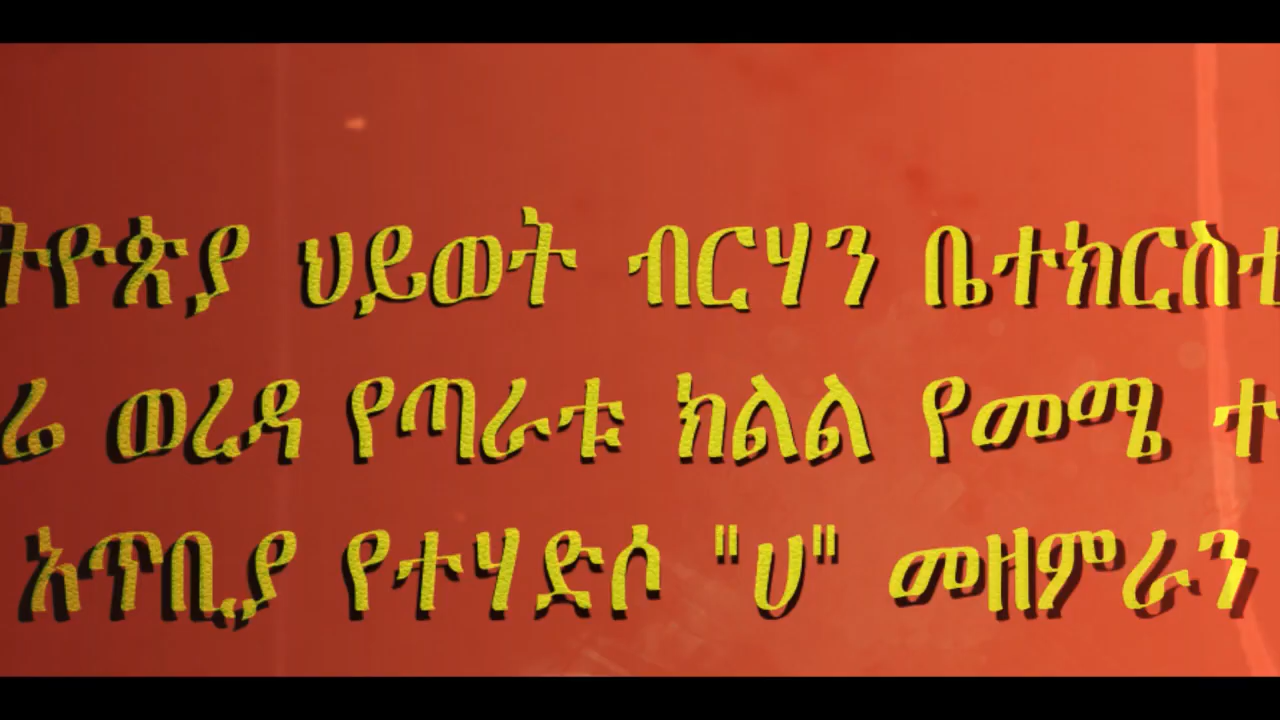 ትዮጵያ ህይወት ብርሃን ቤተክርስቲ
ሬ ወረዳ የጣራቱ ክልል የመሜ ተ
አጥቢያ የተሃድሶ "ሀ" መዘምራን